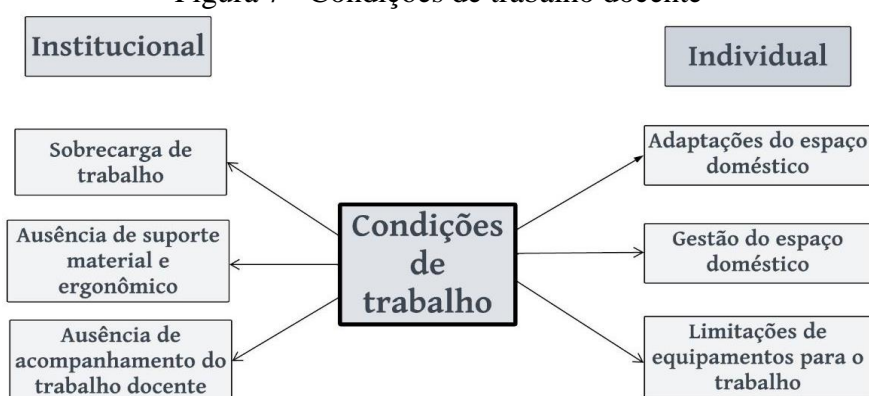 Figura 7 - Condições de trabalho docente
Institucional
Individual
Sobrecarga de
trabalho
Ausência de suporte
material e
ergonômico
Ausência de
acompanhamento do
trabalho docente
Condições
de
trabalho
Adaptações do espaço
doméstico
Gestão do espaço
doméstico
Limitações de
equipamentos para o
trabalho